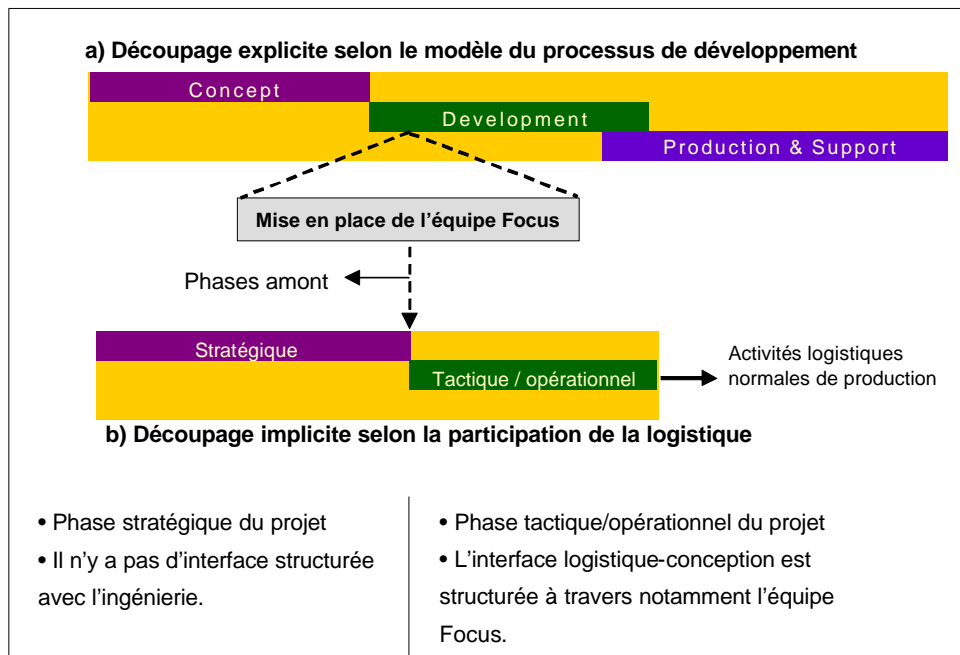 a) Découpage explicite selon le modèle du processus de développement
Concept
Development
Production & Support
Mise en place de l’équipe Focus
Phases amont
Stratégique
Tactique / opérationnel
Activités logistiques
normales de production
b) Découpage implicite selon la participation de la logistique
• Phase stratégique du projet
• Il n’y a pas d’interface structurée
avec l’ingénierie.
• Phase tactique/opérationnel du projet
• L’interface logistique-conception est
structurée à travers notamment l’équipe
Focus.